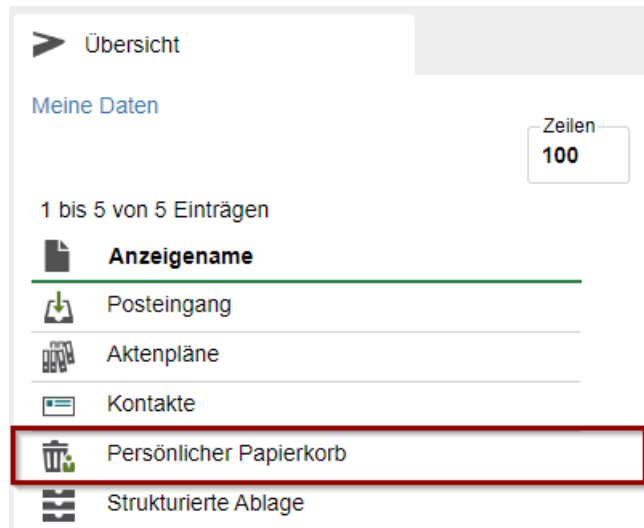 Übersicht
Meine Daten
Zeilen
100
1 bis 5 von 5 Einträgen
Anzeigename
Posteingang
Aktenpläne
Kontakte
Persönlicher Papierkorb
Strukturierte Ablage